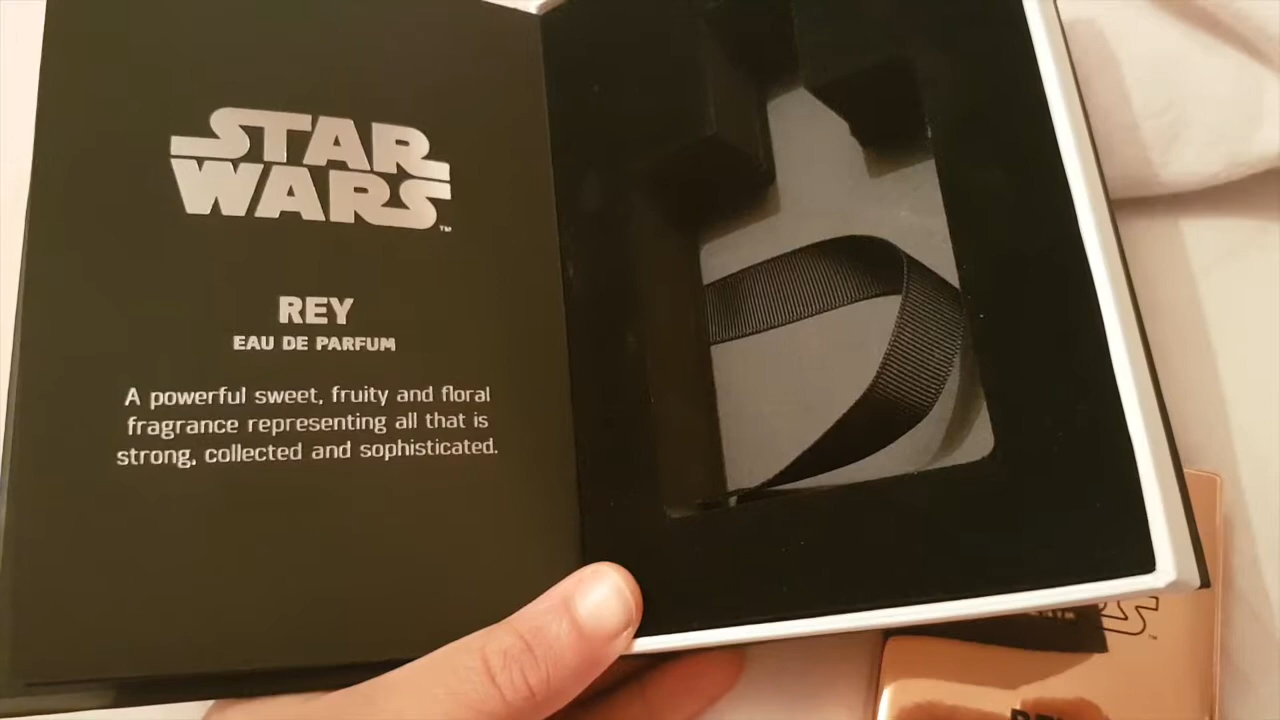 STAR
WARS™
REY
EAU DE PARFUM
A powerful sweet, fruity and floral
fragrance representing all that is
strong, collected and sophisticated.